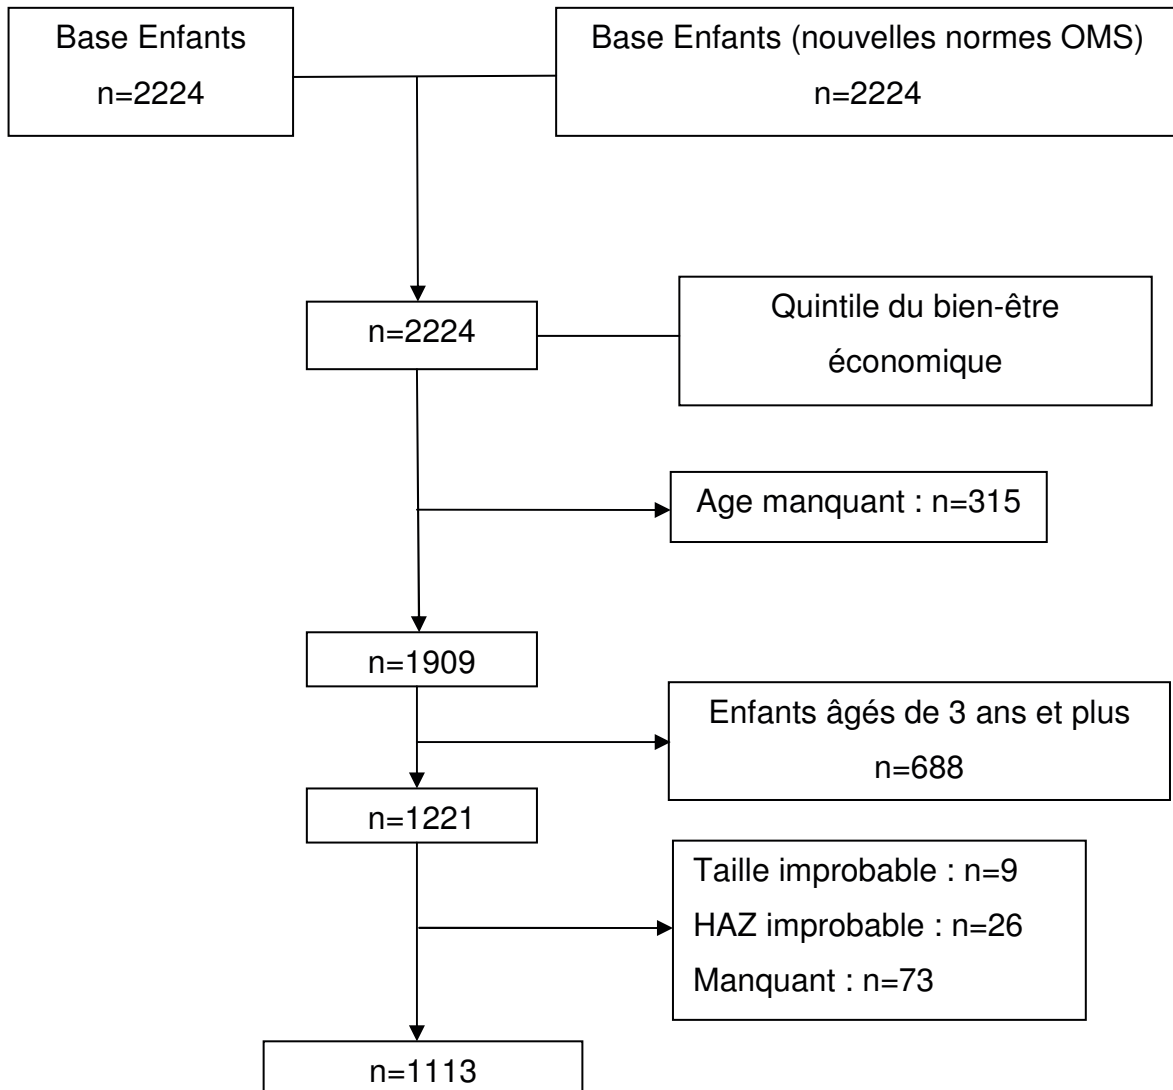 Base Enfants
n=2224
Base Enfants (nouvelles normes OMS)
n=2224
n=2224
Quintile du bien-être
économique
Age manquant : n=315
n=1909
Enfants âgés de 3 ans et plus
n=688
n=1221
Taille improbable : n=9
HAZ improbable : n=26
Manquant : n=73
n=1113